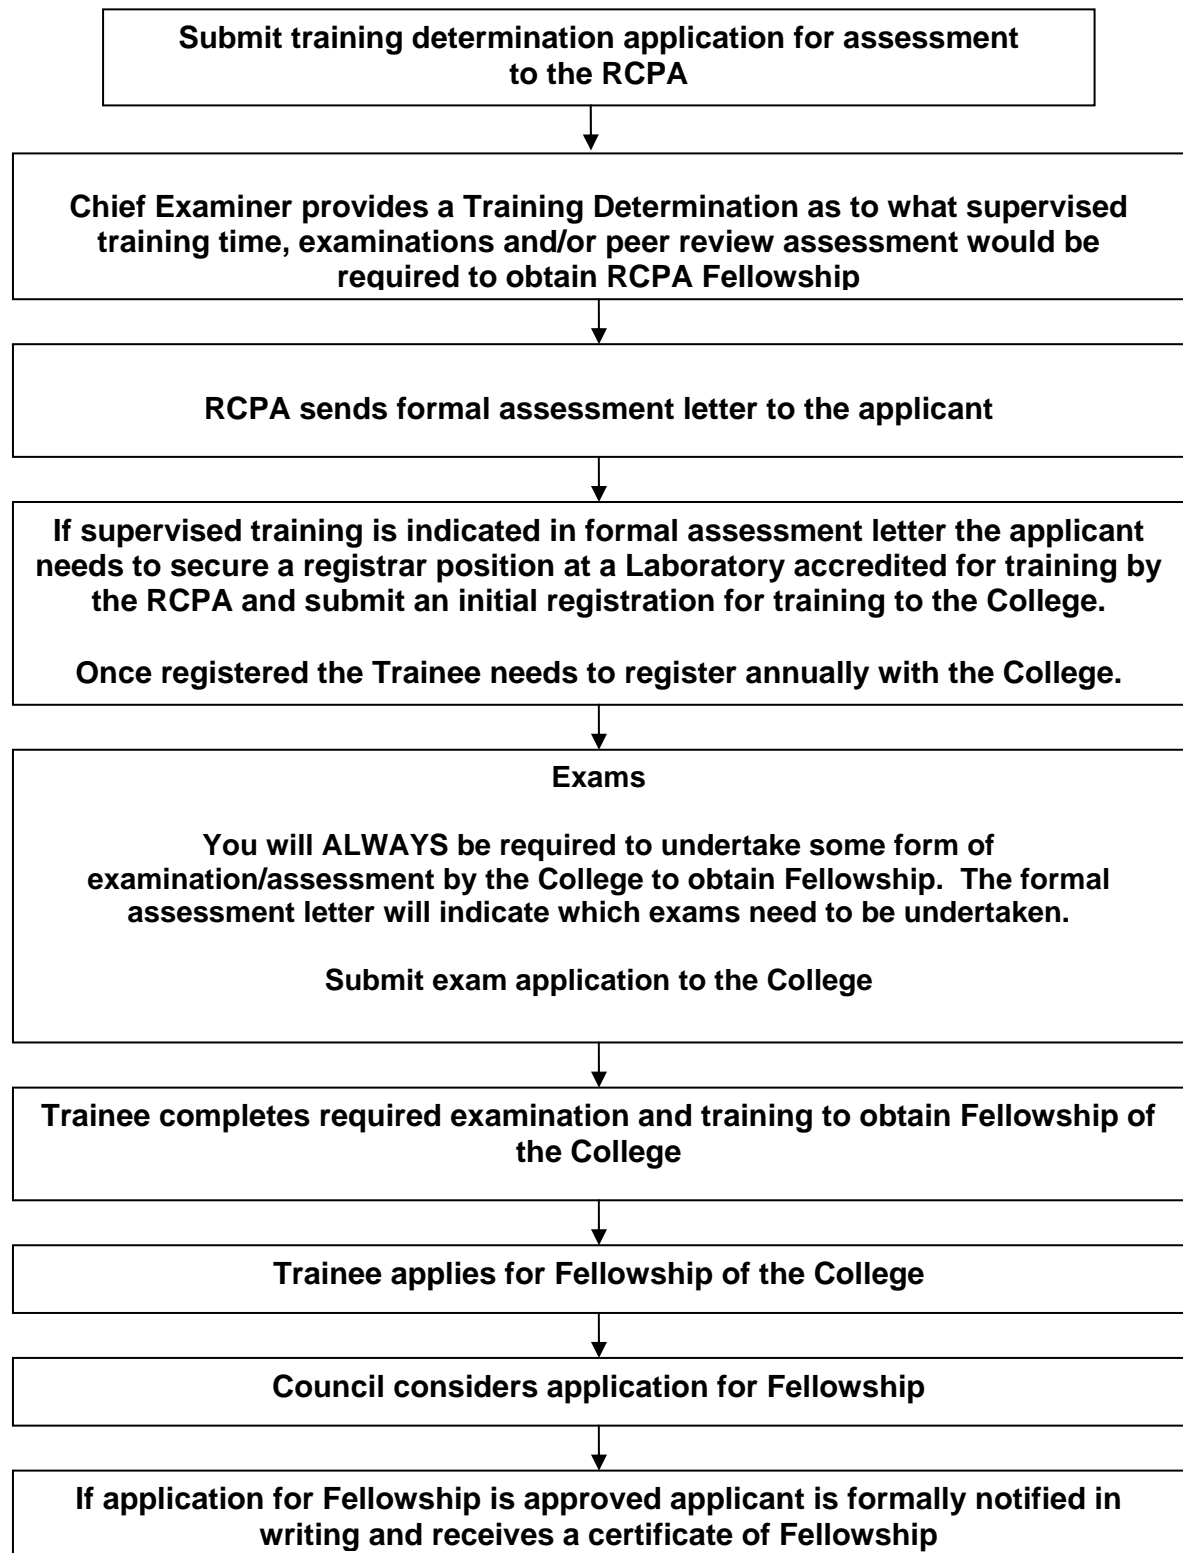 Submit training determination application for assessment
to the RCPA
Chief Examiner provides a Training Determination as to what supervised
training time, examinations and/or peer review assessment would be
required to obtain RCPA Fellowship
RCPA sends formal assessment letter to the applicant
If supervised training is indicated in formal assessment letter the applicant
needs to secure a registrar position at a Laboratory accredited for training by
the RCPA and submit an initial registration for training to the College.
Once registered the Trainee needs to register annually with the College.
Exams
You will ALWAYS be required to undertake some form of
examination/assessment by the College to obtain Fellowship.  The formal
assessment letter will indicate which exams need to be undertaken.
Submit exam application to the College
Trainee completes required examination and training to obtain Fellowship of
the College
Trainee applies for Fellowship of the College
Council considers application for Fellowship
If application for Fellowship is approved applicant is formally notified in
writing and receives a certificate of Fellowship